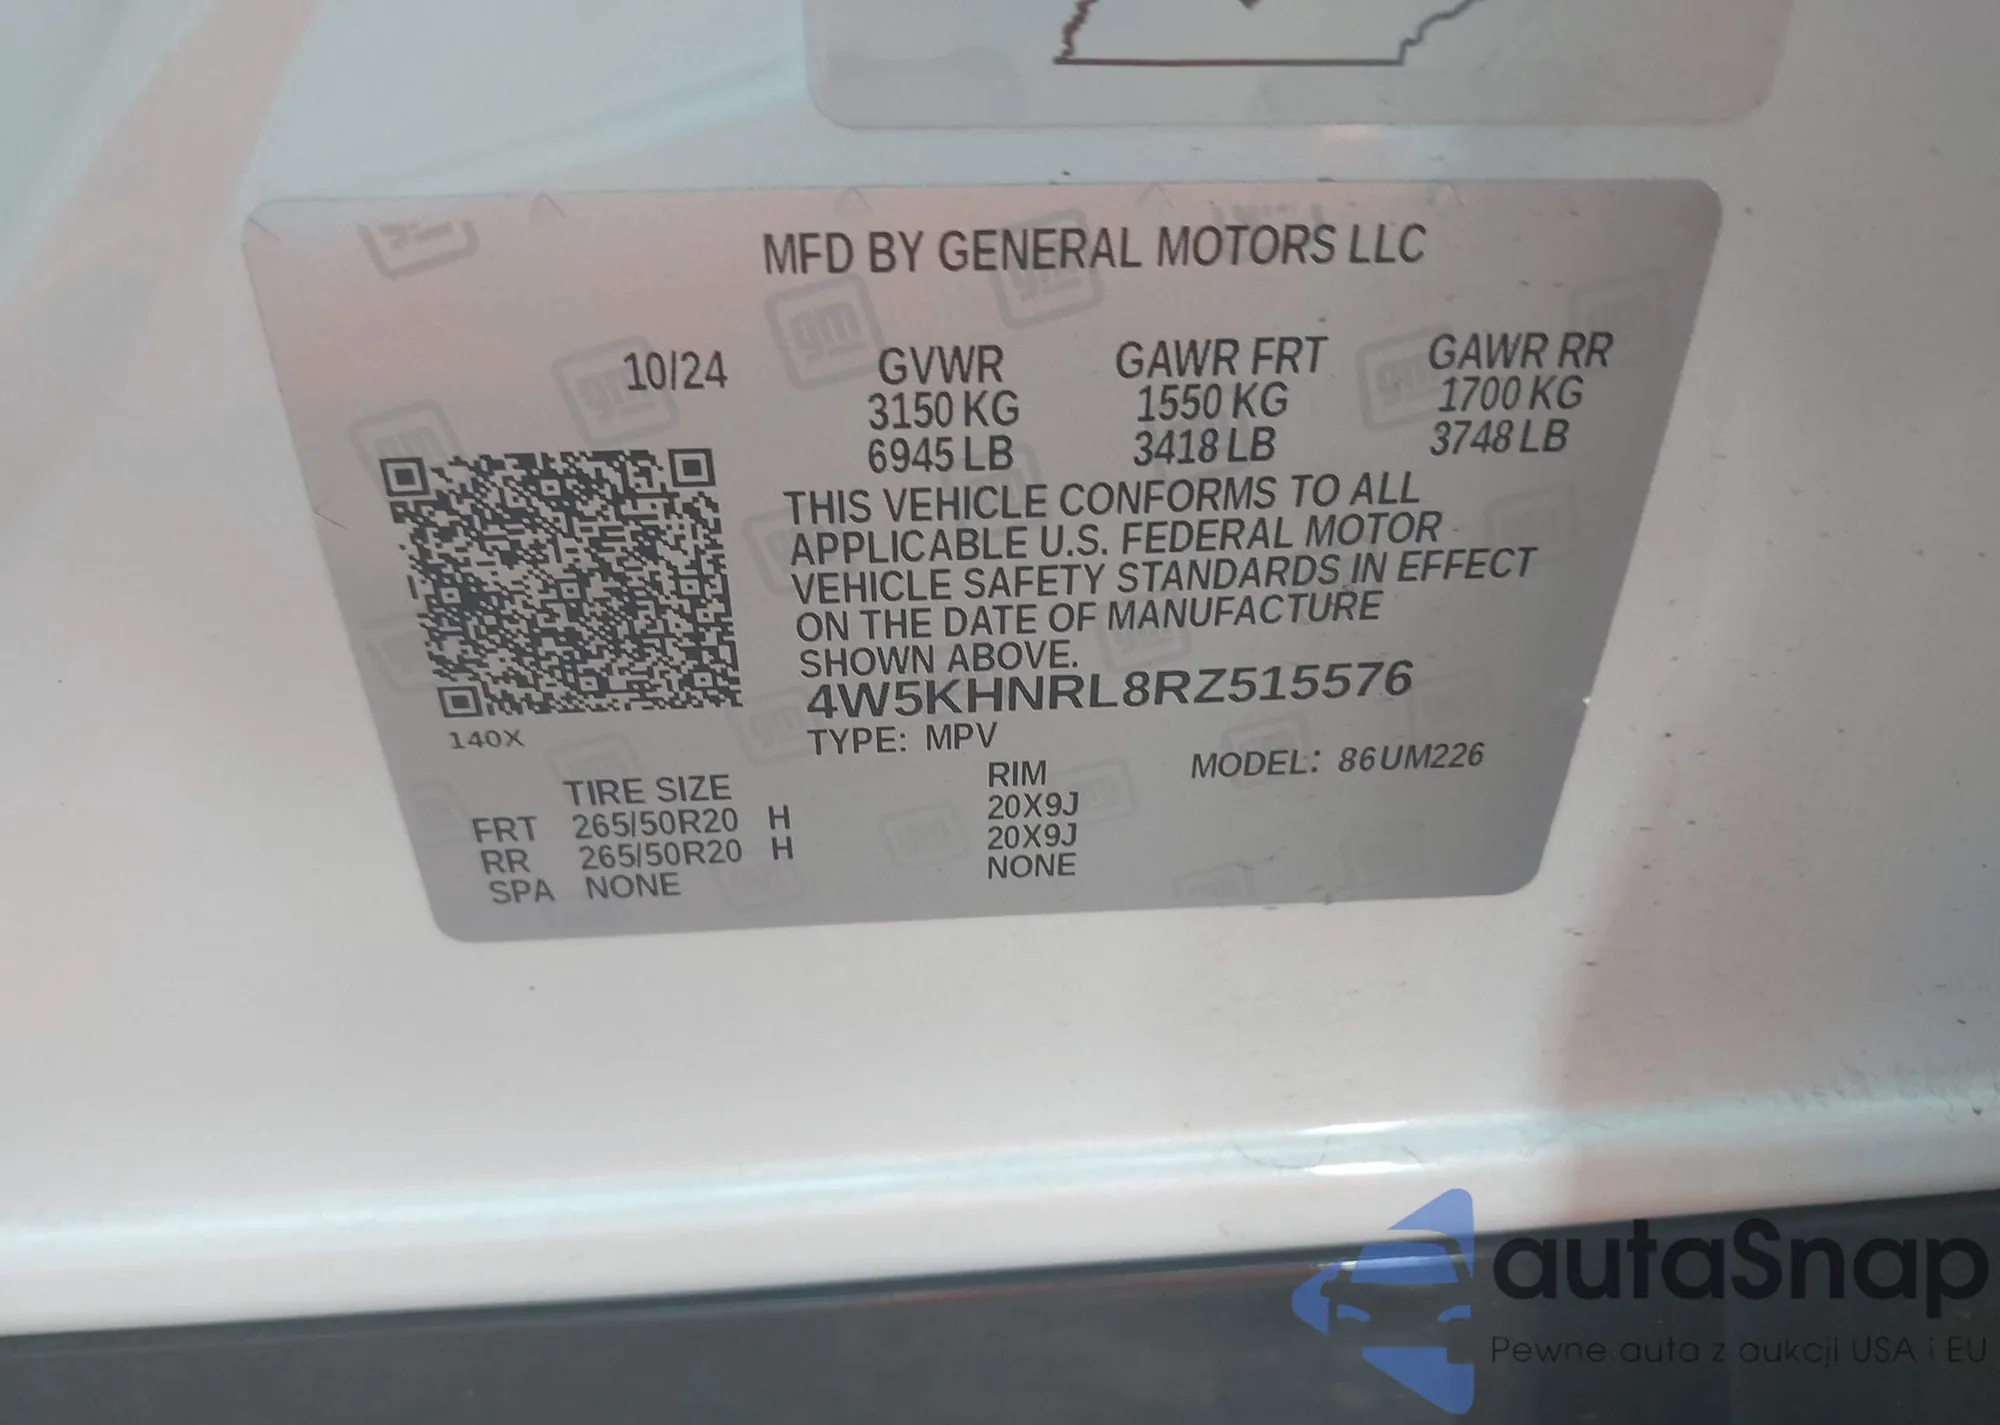 MFD BY GENERAL MOTORS LLC
10/24 GVWR GAWR FRT GAWR RR
3150 KG 1550 KG 1700 KG
6945 LB 3418 LB 3748 LB
THIS VEHICLE CONFORMS TO ALL
APPLICABLE U.S. FEDERAL MOTOR
VEHICLE SAFETY STANDARDS IN EFFECT
ON THE DATE OF MANUFACTURE
SHOWN ABOVE.
4W5KHNRL8RZ515576
140X
TYPE: MPV
MODEL: 86UM226
TIRE SIZE RIM
FRT 265/50R20 H 20X9J
RR 265/50R20 H 20X9J
SPA NONE NONE
autaSnap
Pewne auta z aukcji USA i EU